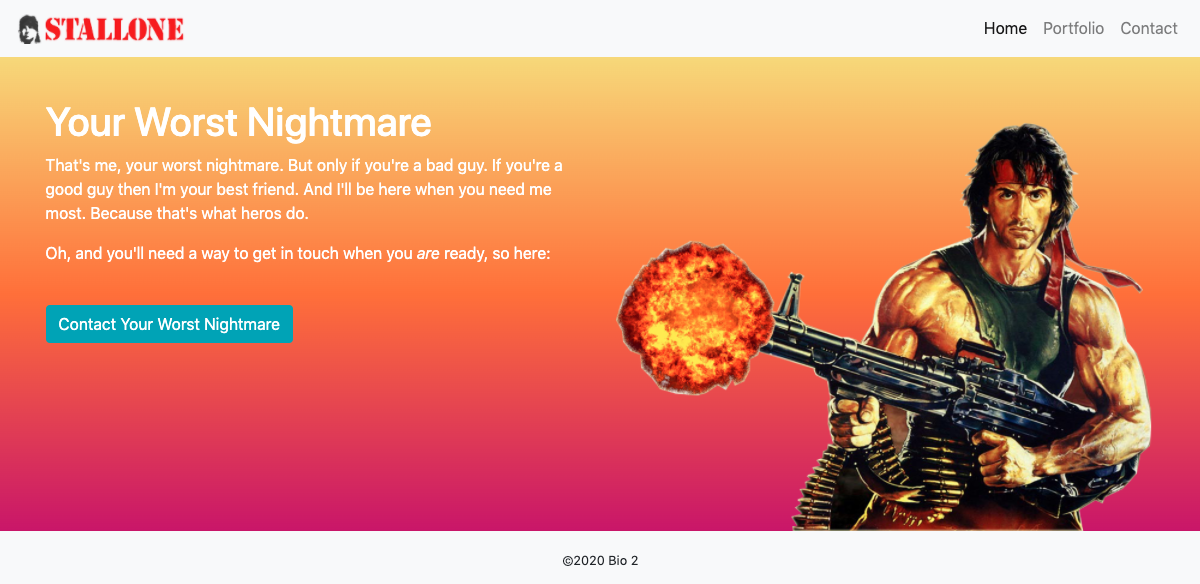 STALLONE
Home Portfolio Contact
Your Worst Nightmare
That's me, your worst nightmare. But only if you're a bad guy. If you're a
good guy then I'm your best friend. And I'll be here when you need me
most. Because that's what heros do.
Oh, and you'll need a way to get in touch when you are ready, so here:
Contact Your Worst Nightmare
©2020 Bio 2